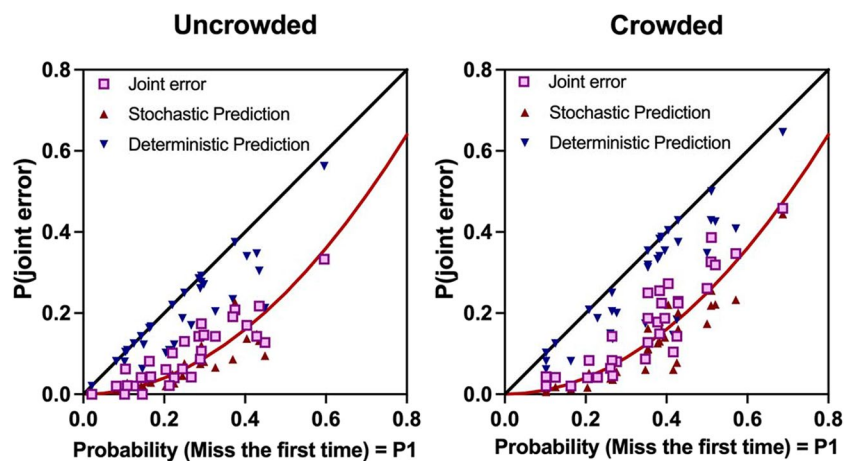 Uncrowded
Crowded
P(joint error)
0.8
0.6
0.4
0.2
0.0
Joint error
Stochastic Prediction
Deterministic Prediction
0.0 0.2 0.4 0.6 0.8
Probability (Miss the first time) = P1
P(joint error)
0.8
0.6
0.4
0.2
0.0
Joint error
Stochastic Prediction
Deterministic Prediction
0.0 0.2 0.4 0.6 0.8
Probability (Miss the first time) = P1